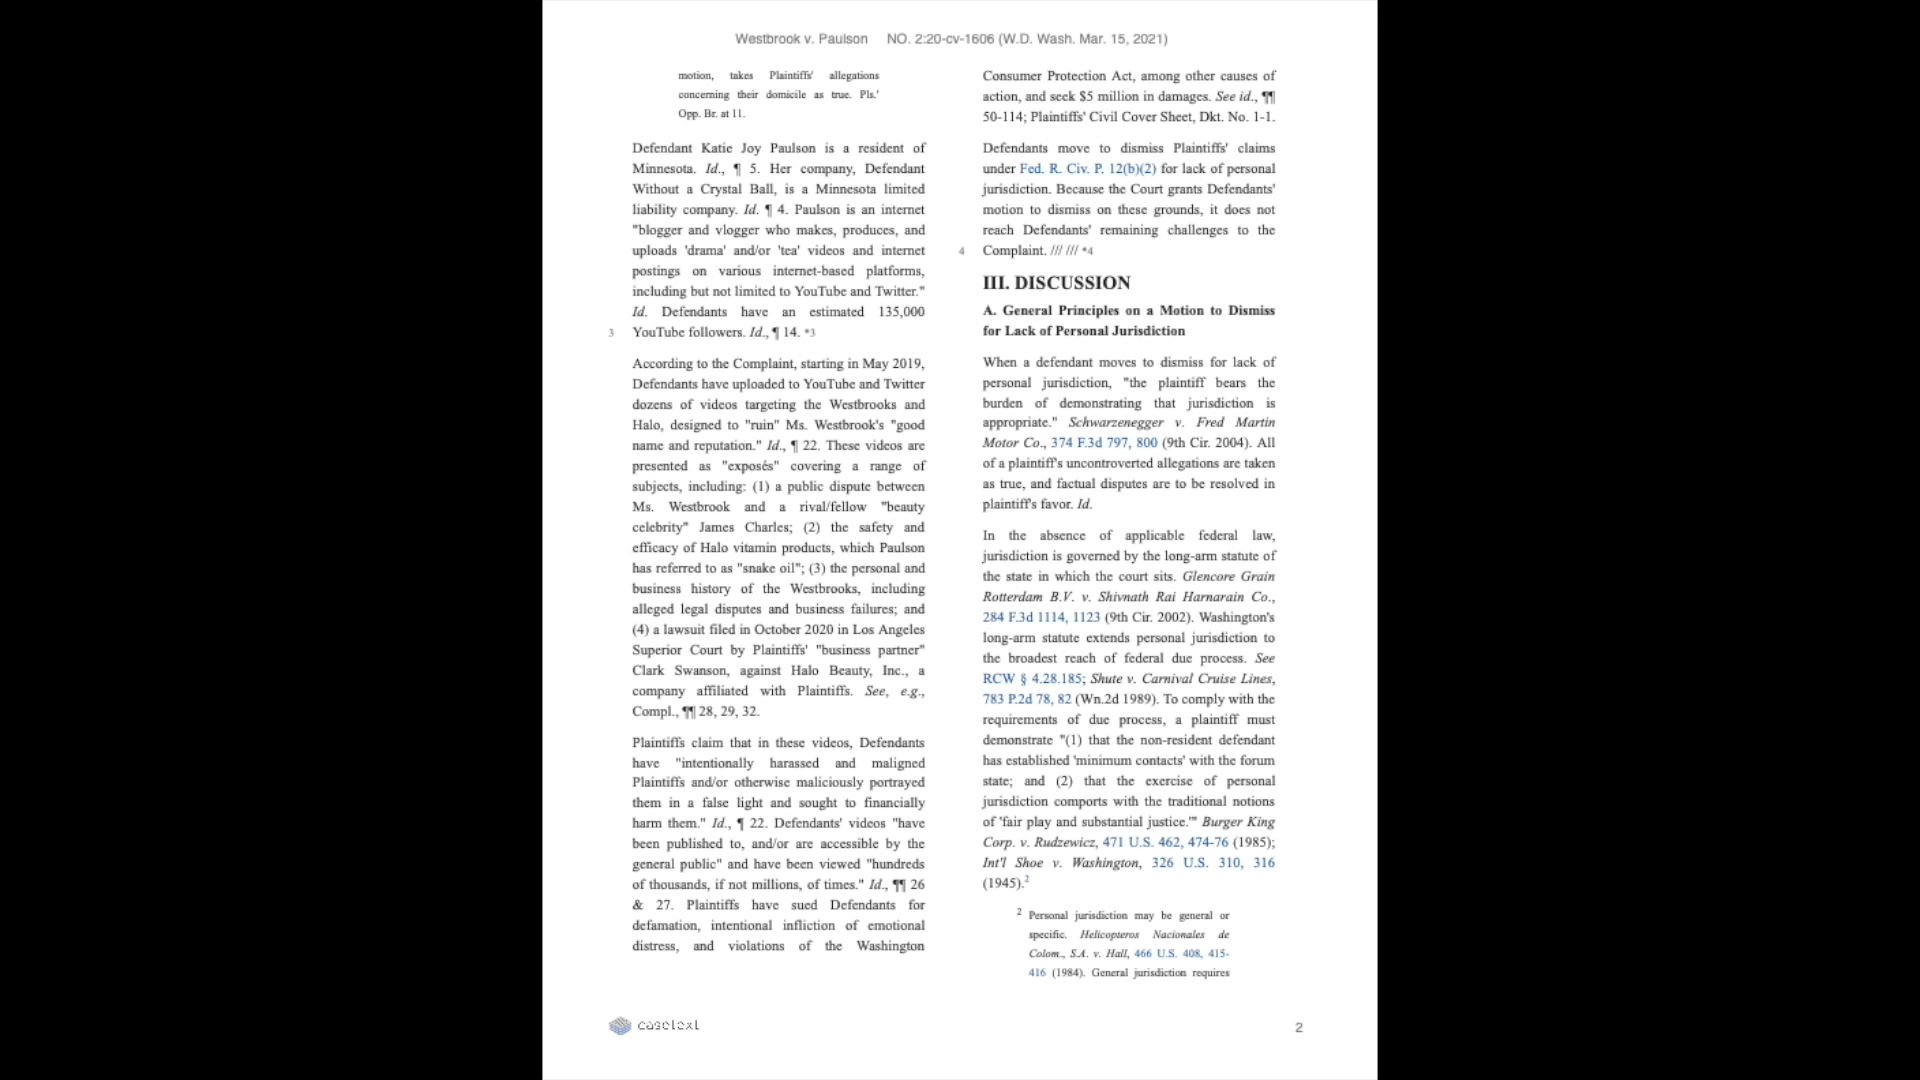 Westbrook v. Paulson NO. 2:20-cv-1606 (W.D. Wash. Mar. 15, 2021)
motion, takes Plaintiffs' allegations
concerning their domicile as true. Pls.'
Opp. Br. at 11.
Defendant Katie Joy Paulson is a resident of
Minnesota. Id., ¶ 5. Her company, Defendant
Without a Crystal Ball, is a Minnesota limited
liability company. Id. ¶ 4. Paulson is an internet
"blogger and vlogger who makes, produces, and
uploads 'drama' and/or 'tea' videos and internet
postings on various internet-based platforms,
including but not limited to YouTube and Twitter."
Id. Defendants have an estimated 135,000
3 YouTube followers. Id., ¶ 14. *3
According to the Complaint, starting in May 2019,
Defendants have uploaded to YouTube and Twitter
dozens of videos targeting the Westbrooks and
Halo, designed to "ruin" Ms. Westbrook's "good
name and reputation." Id., ¶ 22. These videos are
presented as "exposés" covering a range of
subjects, including: (1) a public dispute between
Ms. Westbrook and a rival/fellow "beauty
celebrity" James Charles; (2) the safety and
efficacy of Halo vitamin products, which Paulson
has referred to as "snake oil"; (3) the personal and
business history of the Westbrooks, including
alleged legal disputes and business failures; and
(4) a lawsuit filed in October 2020 in Los Angeles
Superior Court by Plaintiffs' "business partner"
Clark Swanson, against Halo Beauty, Inc., a
company affiliated with Plaintiffs. See, e.g.,
Compl., ¶¶ 28, 29, 32.
Plaintiffs claim that in these videos, Defendants
have "intentionally harassed and maligned
Plaintiffs and/or otherwise maliciously portrayed
them in a false light and sought to financially
harm them." Id., ¶ 22. Defendants' videos "have
been published to, and/or are accessible by the
general public" and have been viewed "hundreds
of thousands, if not millions, of times." Id., ¶¶ 26
& 27. Plaintiffs have sued Defendants for
defamation, intentional infliction of emotional
distress, and violations of the Washington
Consumer Protection Act, among other causes of
action, and seek $5 million in damages. See id., ¶¶
50-114; Plaintiffs' Civil Cover Sheet, Dkt. No. 1-1.
Defendants move to dismiss Plaintiffs' claims
under Fed. R. Civ. P. 12(b)(2) for lack of personal
jurisdiction. Because the Court grants Defendants'
motion to dismiss on these grounds, it does not
reach Defendants' remaining challenges to the
4 Complaint. /// /// *4
III. DISCUSSION
A. General Principles on a Motion to Dismiss
for Lack of Personal Jurisdiction
When a defendant moves to dismiss for lack of
personal jurisdiction, "the plaintiff bears the
burden of demonstrating that jurisdiction is
appropriate." Schwarzenegger v. Fred Martin
Motor Co., 374 F.3d 797, 800 (9th Cir. 2004). All
of a plaintiff's uncontroverted allegations are taken
as true, and factual disputes are to be resolved in
plaintiff's favor. Id.
In the absence of applicable federal law,
jurisdiction is governed by the long-arm statute of
the state in which the court sits. Glencore Grain
Rotterdam B.V. v. Shivnath Rai Harnarain Co.,
284 F.3d 1114, 1123 (9th Cir. 2002). Washington's
long-arm statute extends personal jurisdiction to
the broadest reach of federal due process. See
RCW § 4.28.185; Shute v. Carnival Cruise Lines,
783 P.2d 78, 82 (Wn.2d 1989). To comply with the
requirements of due process, a plaintiff must
demonstrate "(1) that the non-resident defendant
has established 'minimum contacts' with the forum
state; and (2) that the exercise of personal
jurisdiction comports with the traditional notions
of 'fair play and substantial justice.'" Burger King
Corp. v. Rudzewicz, 471 U.S. 462, 474-76 (1985);
Int'l Shoe v. Washington, 326 U.S. 310, 316
(1945).2
2 Personal jurisdiction may be general or
specific. Helicopteros Nacionales de
Colom., S.A. v. Hall, 466 U.S. 408, 415-
416 (1984). General jurisdiction requires
casetext
2